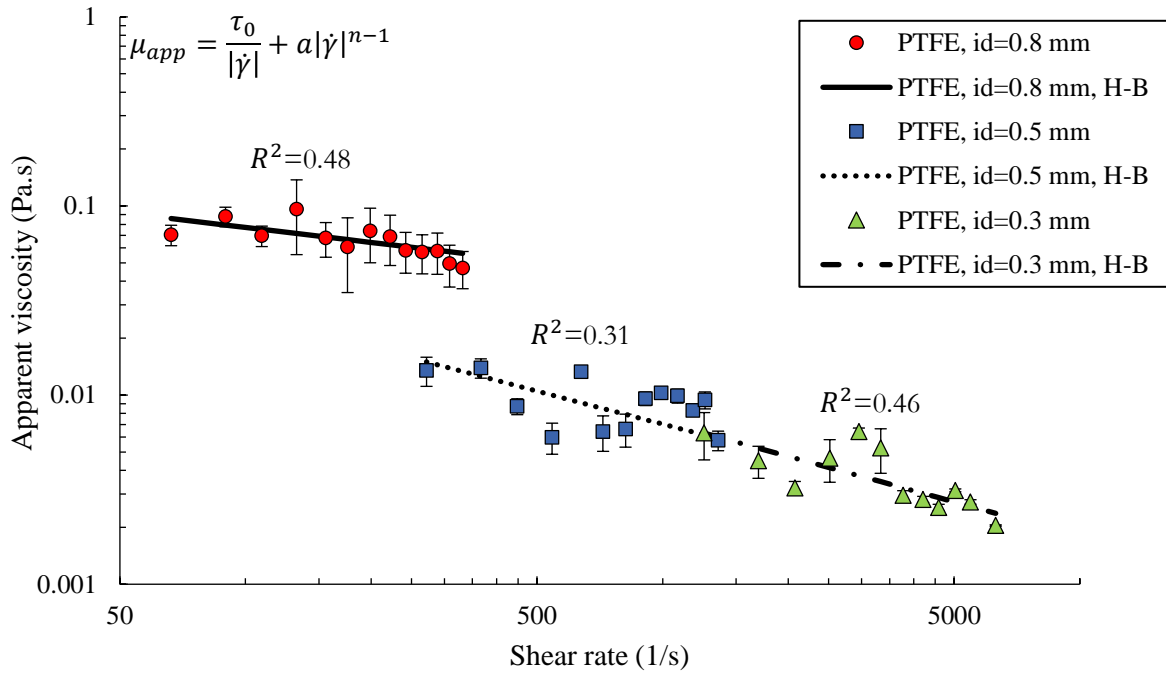 1
μ_app = τ_0/|γ̇| + a|γ̇|^{n−1}
PTFE, id=0.8 mm
PTFE, id=0.8 mm, H-B
PTFE, id=0.5 mm
PTFE, id=0.5 mm, H-B
PTFE, id=0.3 mm
PTFE, id=0.3 mm, H-B
R²=0.48
0.1
R²=0.31
R²=0.46
0.01
0.001
Apparent viscosity (Pa.s)
50
500
5000
Shear rate (1/s)